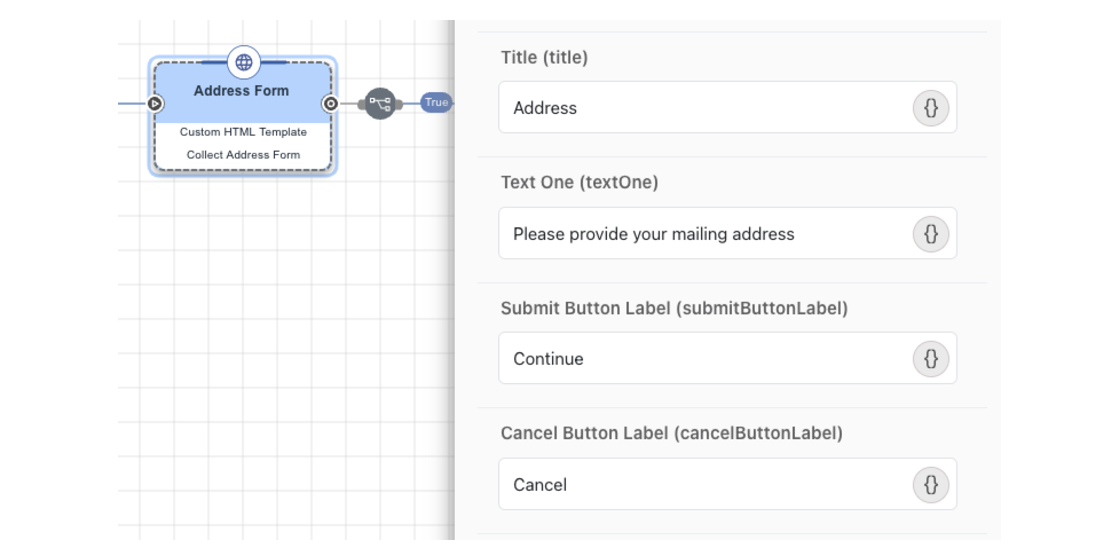 Address Form
Custom HTML Template
Collect Address Form
True
Title (title)
Address
{}
Text One (textOne)
Please provide your mailing address
{}
Submit Button Label (submitButtonLabel)
Continue
{}
Cancel Button Label (cancelButtonLabel)
Cancel
{}